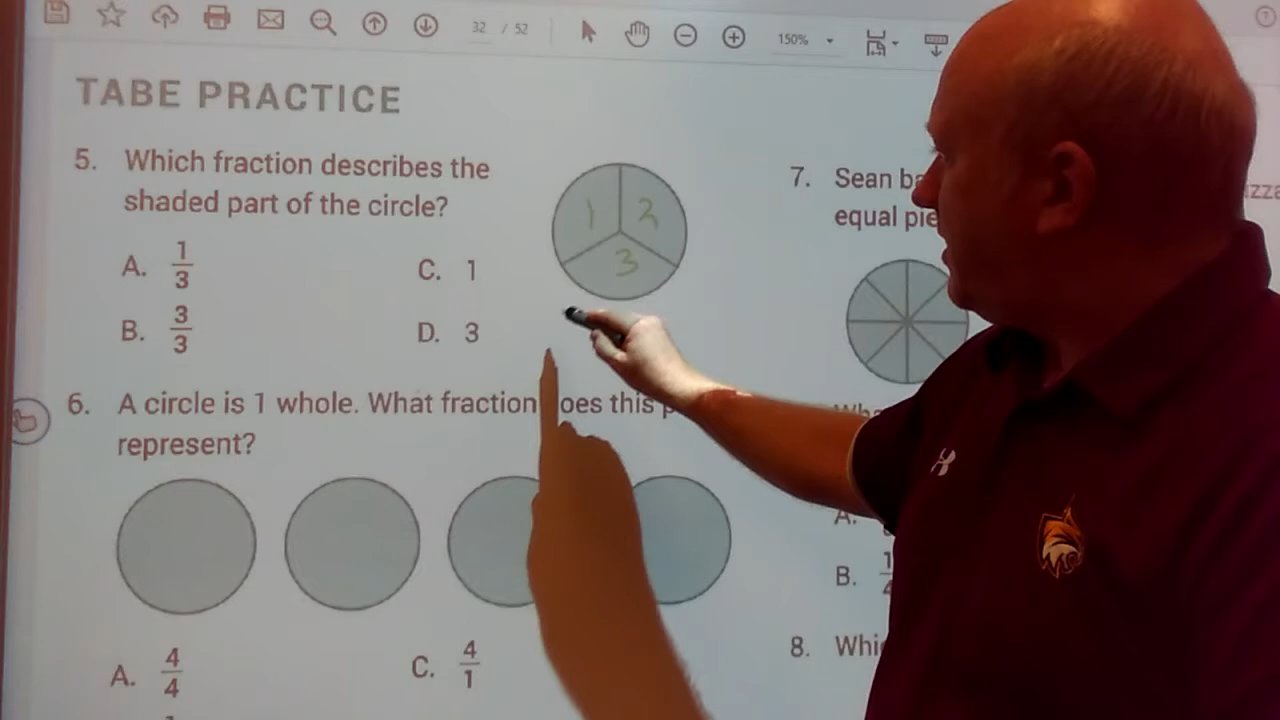 32 / 52
150%
TABE PRACTICE
5. Which fraction describes the
shaded part of the circle?
A. 1/3
C. 1
B. 3/3
D. 3
1 2
3
6. A circle is 1 whole. What fraction this
represent?
A. 4/4
C. 4/1
7. Sean
equal
A.
B.
8.